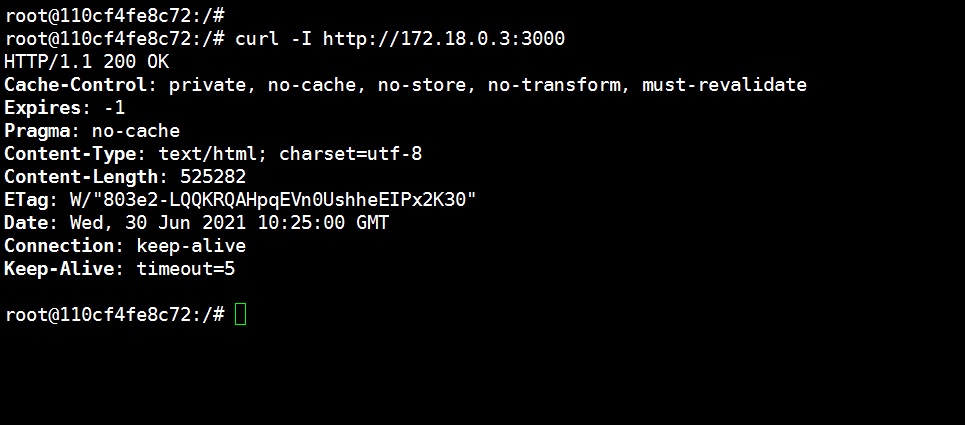 root@110cf4fe8c72:/#
root@110cf4fe8c72:/# curl -I http://172.18.0.3:3000
HTTP/1.1 200 OK
Cache-Control: private, no-cache, no-store, no-transform, must-revalidate
Expires: -1
Pragma: no-cache
Content-Type: text/html; charset=utf-8
Content-Length: 525282
ETag: W/"803e2-LQQKRQAHpqEVn0UshheEIPx2K30"
Date: Wed, 30 Jun 2021 10:25:00 GMT
Connection: keep-alive
Keep-Alive: timeout=5
root@110cf4fe8c72:/#